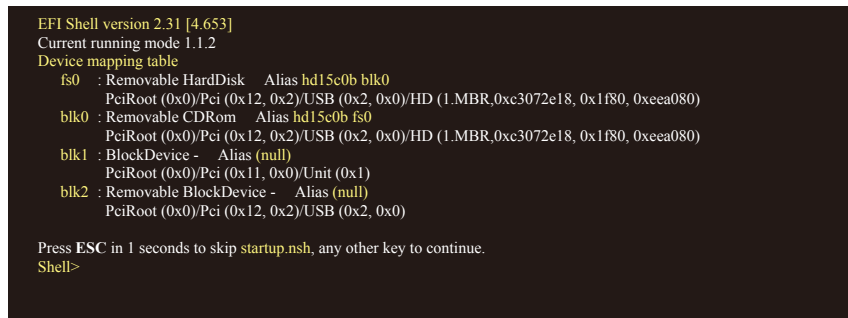 EFI Shell version 2.31 [4.653]
Current running mode 1.1.2
Device mapping table
fs0 : Removable HardDisk Alias hd15c0b blk0
PciRoot (0x0)/Pci (0x12, 0x2)/USB (0x2, 0x0)/HD (1.MBR,0xc3072e18, 0x1f80, 0xeea080)
blk0 : Removable CDRom Alias hd15c0b fs0
PciRoot (0x0)/Pci (0x12, 0x2)/USB (0x2, 0x0)/HD (1.MBR,0xc3072e18, 0x1f80, 0xeea080)
blk1 : BlockDevice - Alias (null)
PciRoot (0x0)/Pci (0x11, 0x0)/Unit (0x1)
blk2 : Removable BlockDevice - Alias (null)
PciRoot (0x0)/Pci (0x12, 0x2)/USB (0x2, 0x0)
Press ESC in 1 seconds to skip startup.nsh, any other key to continue.
Shell>